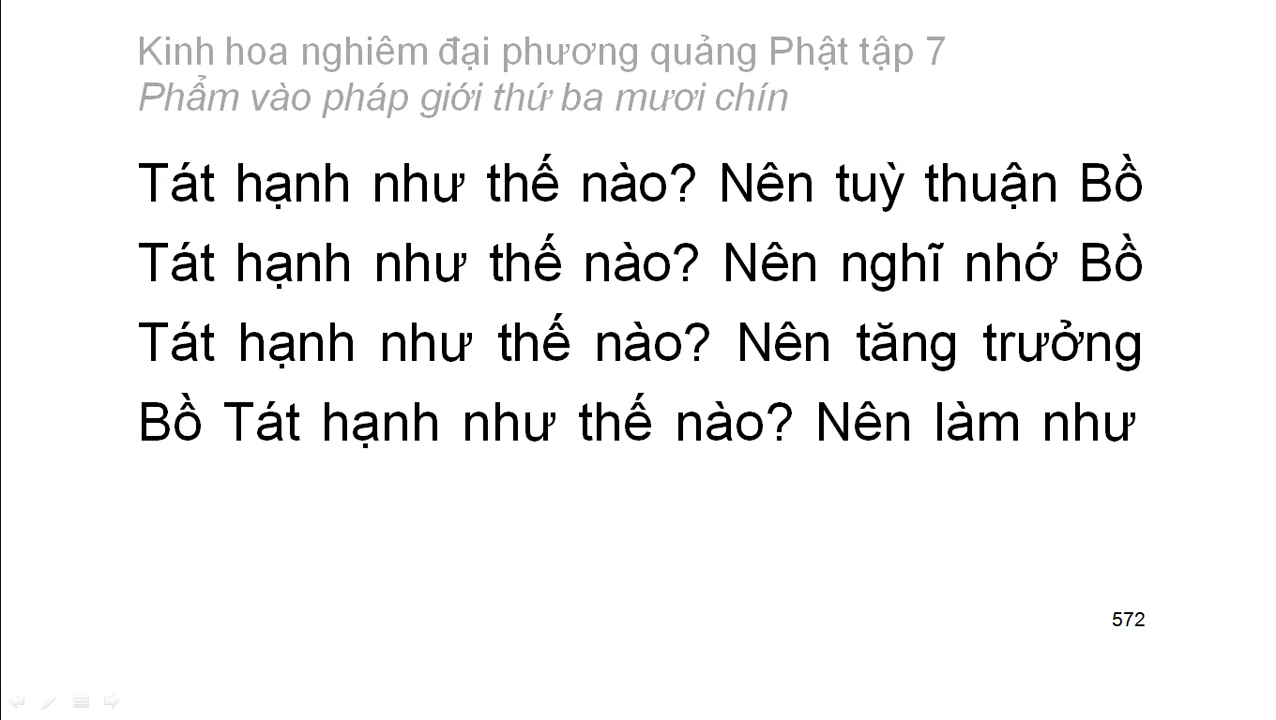 Kinh hoa nghiêm đại phương quảng Phật tập 7
Phẩm vào pháp giới thứ ba mươi chín
Tát hạnh như thế nào? Nên tuỳ thuận Bồ
Tát hạnh như thế nào? Nên nghĩ nhớ Bồ
Tát hạnh như thế nào? Nên tăng trưởng
Bồ Tát hạnh như thế nào? Nên làm như
572